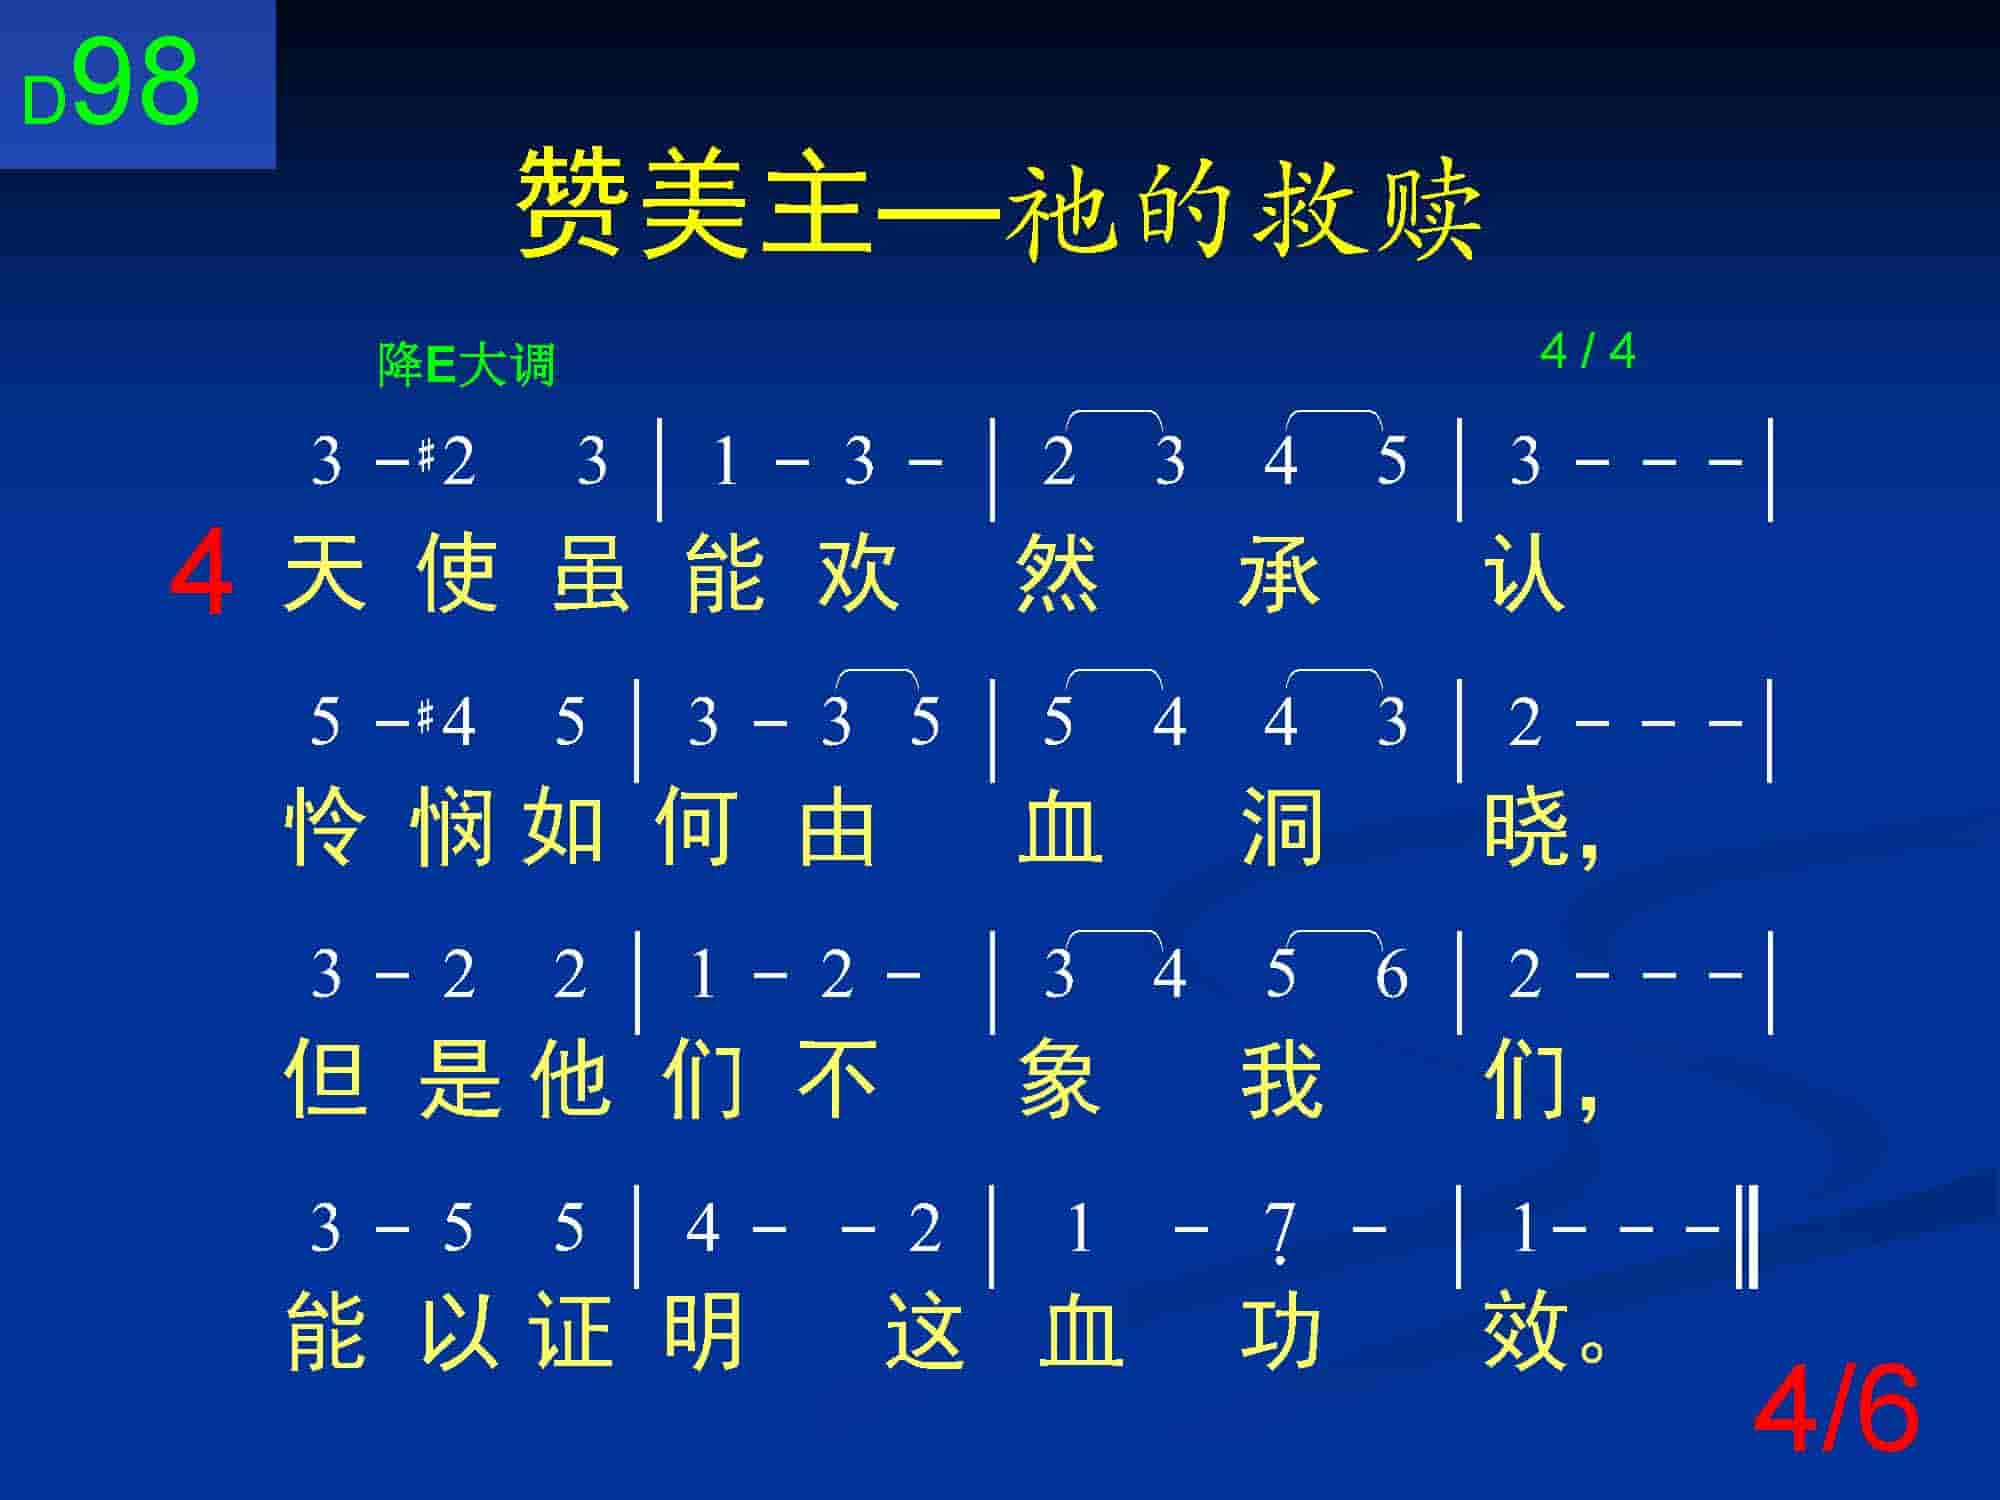 D98
赞美主—祂的救赎
降E大调 4 / 4
3 - #2 3 | 1 - 3 - | 2 3 4 5 | 3 - - - |
4 天使虽能欢然承认
5 - #4 5 | 3 - 3 5 | 5 4 4 3 | 2 - - - |
怜悯如何由血洞晓，
3 - 2 2 | 1 - 2 - | 3 4 5 6 | 2 - - - |
但是他们不象我们，
3 - 5 5 | 4 - - 2 | 1 - 7̣ - | 1 - - - ‖
能以证明这血功效。
4/6